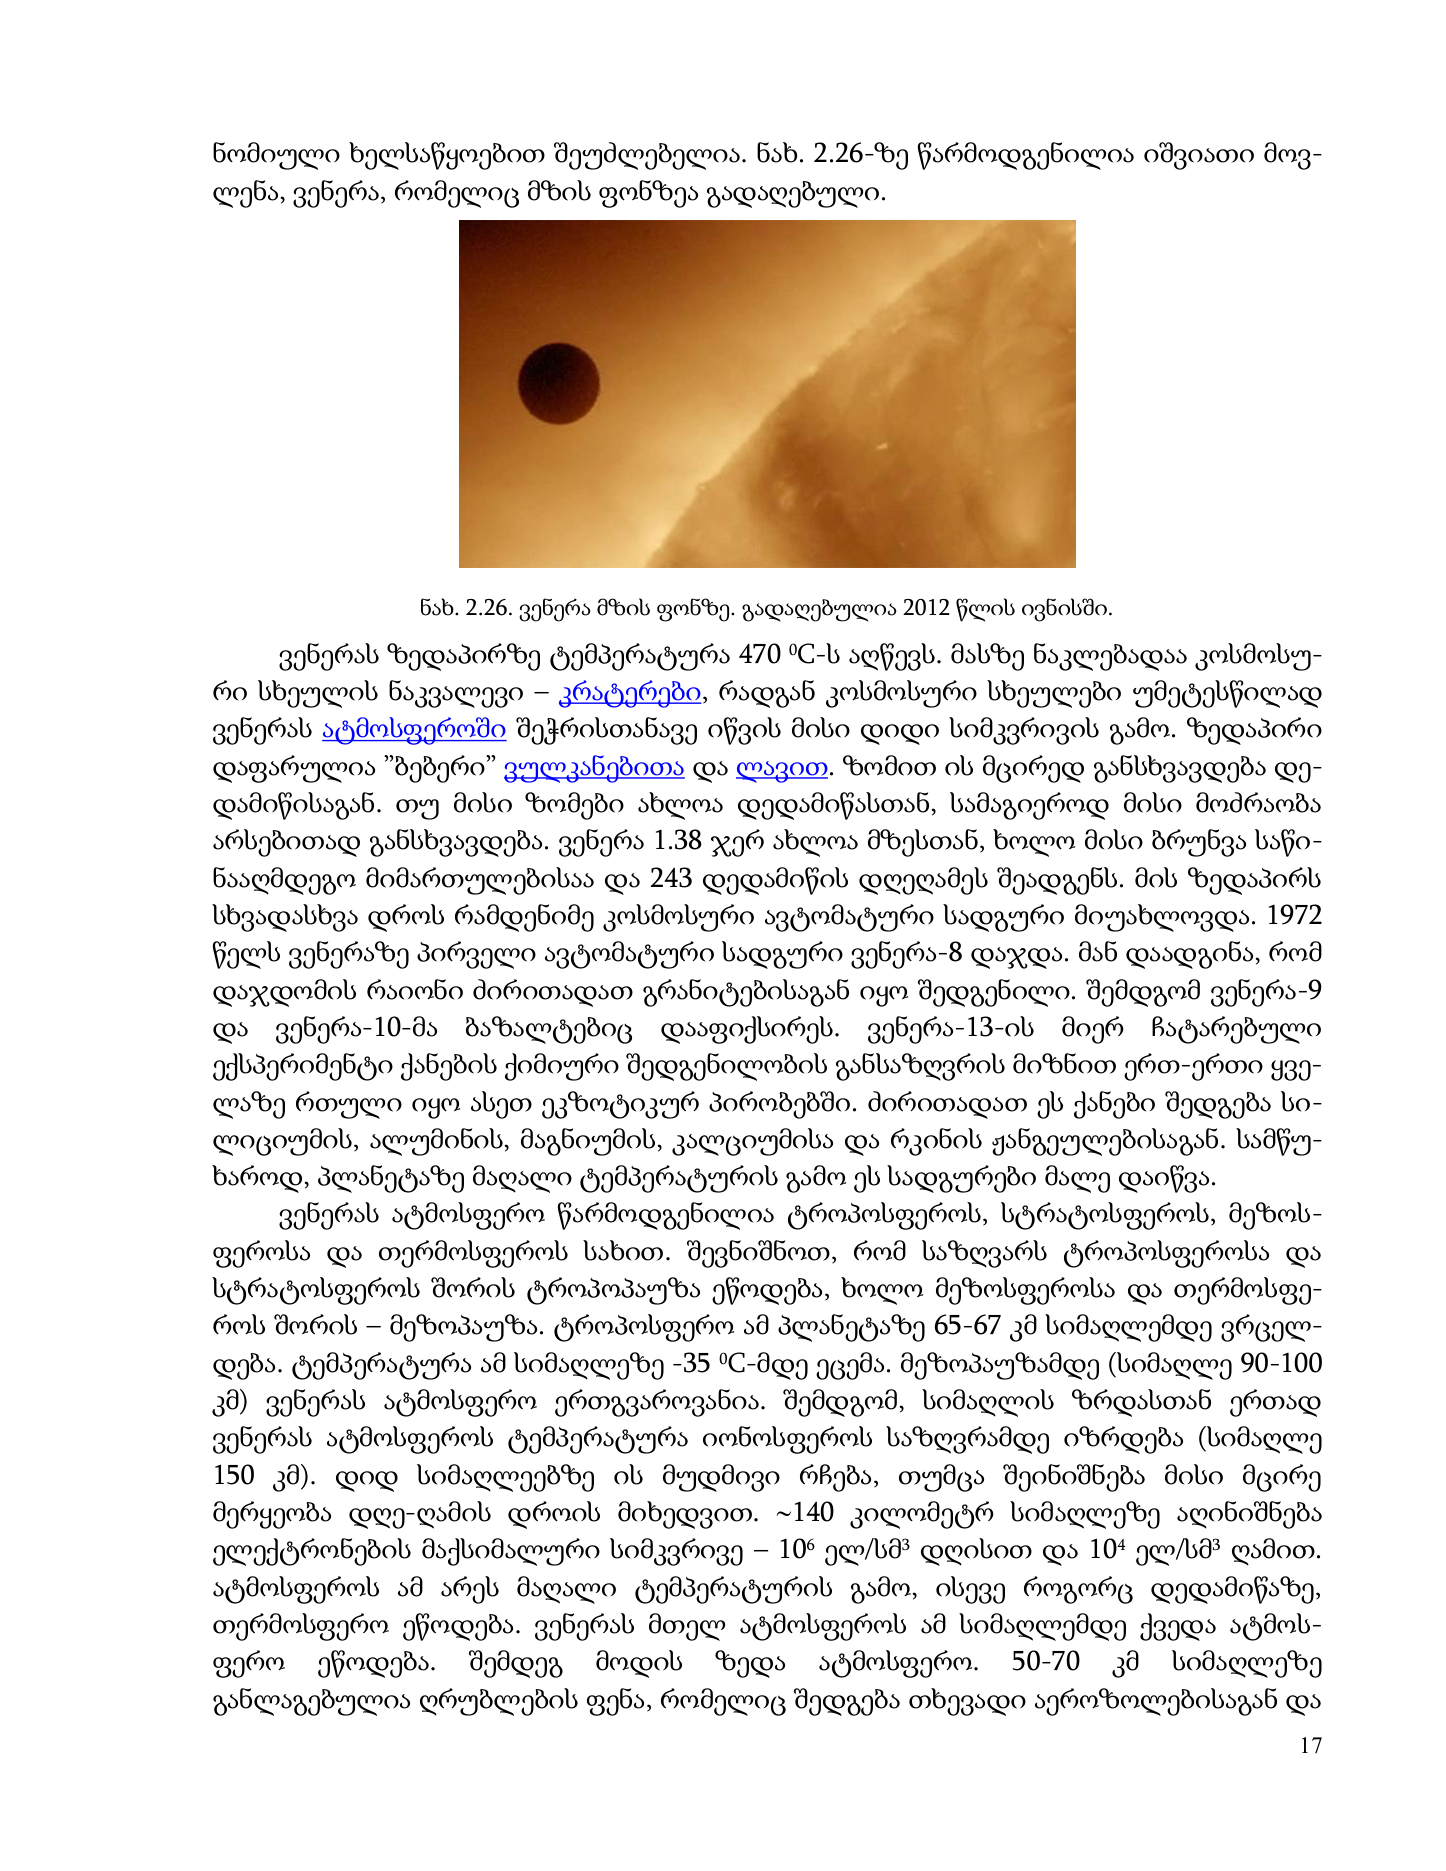 ნომიული ხელსაწყოებით შეუძლებელია. ნახ. 2.26-ზე წარმოდგენილია იშვიათი მოვ-
ლენა, ვენერა, რომელიც მზის ფონზეა გადაღებული.
ნახ. 2.26. ვენერა მზის ფონზე. გადაღებულია 2012 წლის ივნისში.
ვენერას ზედაპირზე ტემპერატურა 470 ⁰C-ს აღწევს. მასზე ნაკლებადაა კოსმოსუ-
რი სხეულის ნაკვალევი – კრატერები, რადგან კოსმოსური სხეულები უმეტესწილად
ვენერას ატმოსფეროში შეჭრისთანავე იწვის მისი დიდი სიმკვრივის გამო. ზედაპირი
დაფარულია ”ბებერი” ვულკანებითა და ლავით. ზომით ის მცირედ განსხვავდება დე-
დამიწისაგან. თუ მისი ზომები ახლოა დედამიწასთან, სამაგიეროდ მისი მოძრაობა
არსებითად განსხვავდება. ვენერა 1.38 ჯერ ახლოა მზესთან, ხოლო მისი ბრუნვა საწი-
ნააღმდეგო მიმართულებისაა და 243 დედამიწის დღეღამეს შეადგენს. მის ზედაპირს
სხვადასხვა დროს რამდენიმე კოსმოსური ავტომატური სადგური მიუახლოვდა. 1972
წელს ვენერაზე პირველი ავტომატური სადგური ვენერა-8 დაჯდა. მან დაადგინა, რომ
დაჯდომის რაიონი ძირითადათ გრანიტებისაგან იყო შედგენილი. შემდგომ ვენერა-9
და ვენერა-10-მა ბაზალტებიც დააფიქსირეს. ვენერა-13-ის მიერ ჩატარებული
ექსპერიმენტი ქანების ქიმიური შედგენილობის განსაზღვრის მიზნით ერთ-ერთი ყვე-
ლაზე რთული იყო ასეთ ეკზოტიკურ პირობებში. ძირითადათ ეს ქანები შედგება სი-
ლიციუმის, ალუმინის, მაგნიუმის, კალციუმისა და რკინის ჟანგეულებისაგან. სამწუ-
ხაროდ, პლანეტაზე მაღალი ტემპერატურის გამო ეს სადგურები მალე დაიწვა.
ვენერას ატმოსფერო წარმოდგენილია ტროპოსფეროს, სტრატოსფეროს, მეზოს-
ფეროსა და თერმოსფეროს სახით. შევნიშნოთ, რომ საზღვარს ტროპოსფეროსა და
სტრატოსფეროს შორის ტროპოპაუზა ეწოდება, ხოლო მეზოსფეროსა და თერმოსფე-
როს შორის – მეზოპაუზა. ტროპოსფერო ამ პლანეტაზე 65-67 კმ სიმაღლემდე ვრცელ-
დება. ტემპერატურა ამ სიმაღლეზე -35 ⁰C-მდე ეცემა. მეზოპაუზამდე (სიმაღლე 90-100
კმ) ვენერას ატმოსფერო ერთგვაროვანია. შემდგომ, სიმაღლის ზრდასთან ერთად
ვენერას ატმოსფეროს ტემპერატურა იონოსფეროს საზღვრამდე იზრდება (სიმაღლე
150 კმ). დიდ სიმაღლეებზე ის მუდმივი რჩება, თუმცა შეინიშნება მისი მცირე
მერყეობა დღე-ღამის დროის მიხედვით. ~140 კილომეტრ სიმაღლეზე აღინიშნება
ელექტრონების მაქსიმალური სიმკვრივე – 10⁶ ელ/სმ³ დღისით და 10⁴ ელ/სმ³ ღამით.
ატმოსფეროს ამ არეს მაღალი ტემპერატურის გამო, ისევე როგორც დედამიწაზე,
თერმოსფერო ეწოდება. ვენერას მთელ ატმოსფეროს ამ სიმაღლემდე ქვედა ატმოს-
ფერო ეწოდება. შემდეგ მოდის ზედა ატმოსფერო. 50-70 კმ სიმაღლეზე
განლაგებულია ღრუბლების ფენა, რომელიც შედგება თხევადი აეროზოლებისაგან და
17